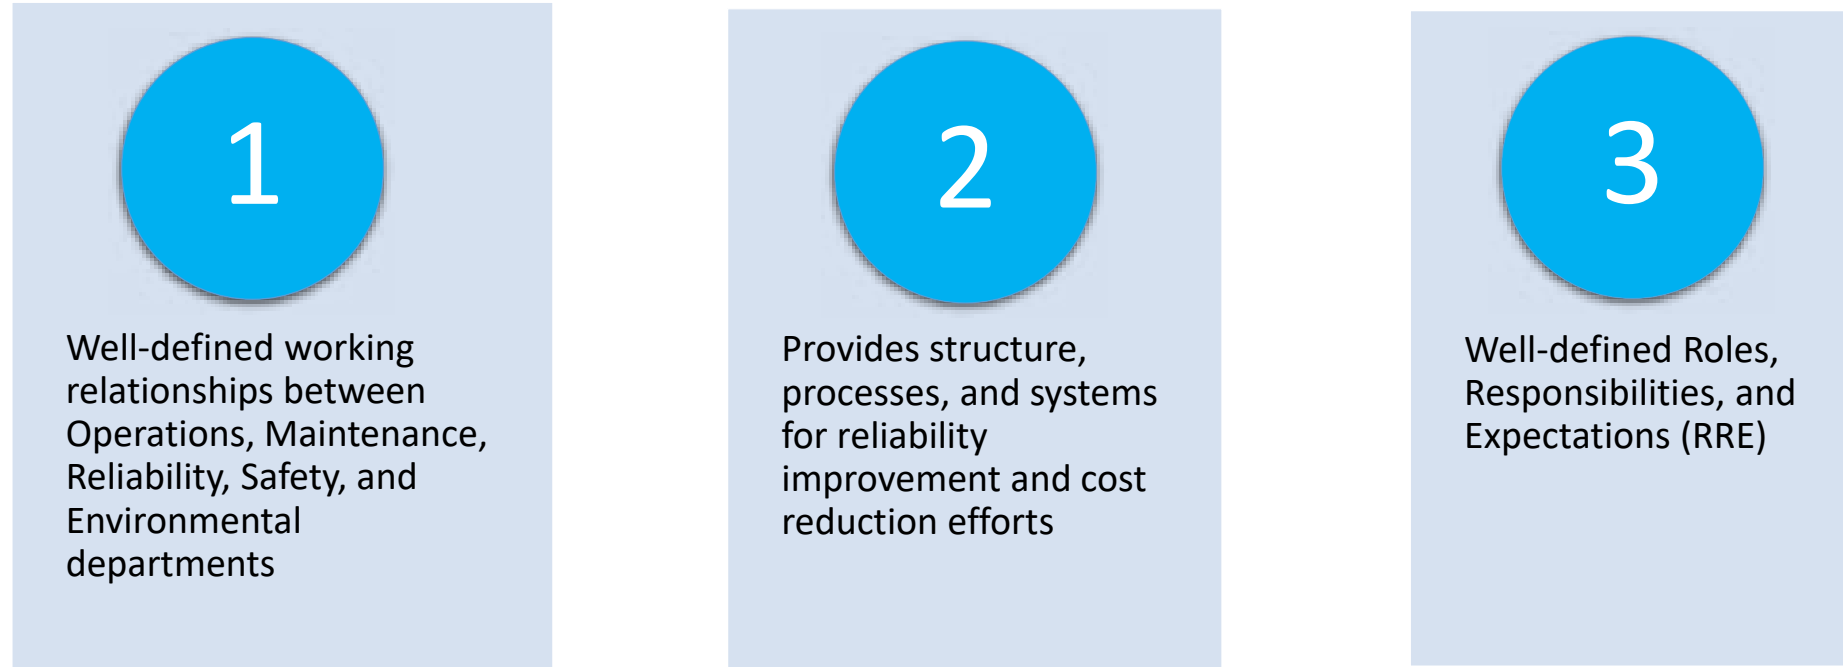 1
Well-defined working
relationships between
Operations, Maintenance,
Reliability, Safety, and
Environmental
departments
2
Provides structure,
processes, and systems
for reliability
improvement and cost
reduction efforts
3
Well-defined Roles,
Responsibilities, and
Expectations (RRE)